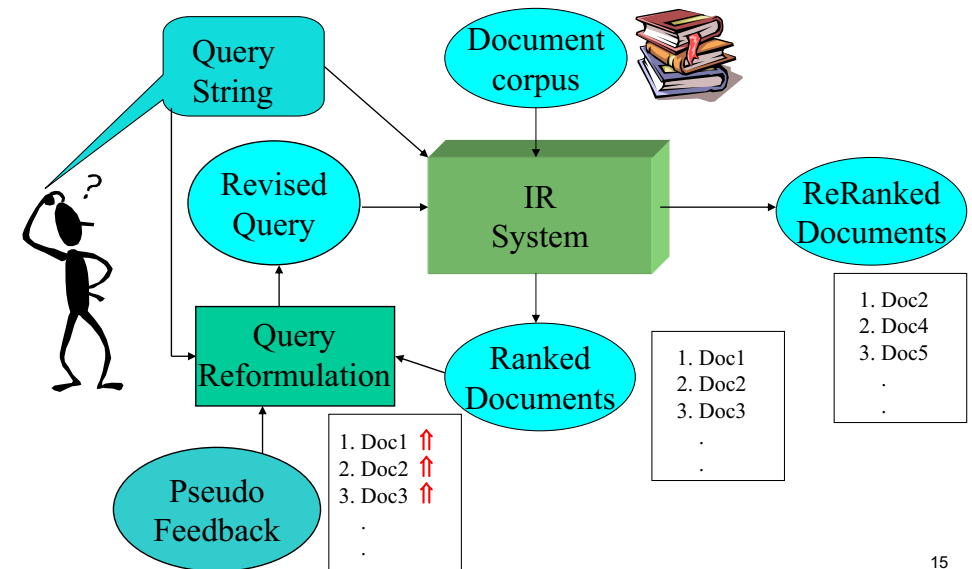 Query
String
Document
corpus
?
Revised
Query
IR
System
ReRanked
Documents
1. Doc2
2. Doc4
3. Doc5
.
.
Query
Reformulation
Ranked
Documents
1. Doc1
2. Doc2
3. Doc3
.
.
1. Doc1 ⇑
2. Doc2 ⇑
3. Doc3 ⇑
.
.
Pseudo
Feedback
15